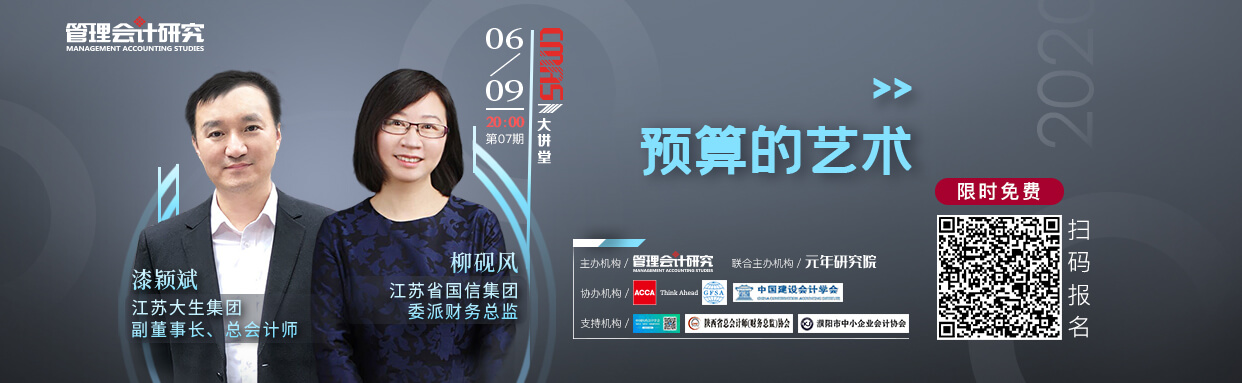 管理会计研究
MANAGEMENT ACCOUNTING STUDIES
06
09
20:00
第07期
CMAS
大讲堂
漆颖斌
江苏大生集团
副董事长、总会计师
柳砚风
江苏省国信集团
委派财务总监
>>
预算的艺术
202
限时免费
扫码报名
主办机构 / 管理会计研究 联合主办机构 / 元年研究院
MANAGEMENT ACCOUNTING STUDIES
协办机构 / ACCA Think Ahead GFSA 中国建设会计学会
支持机构 / 陕西省总会计师(财务总监)协会 濮阳市中小企业会计协会